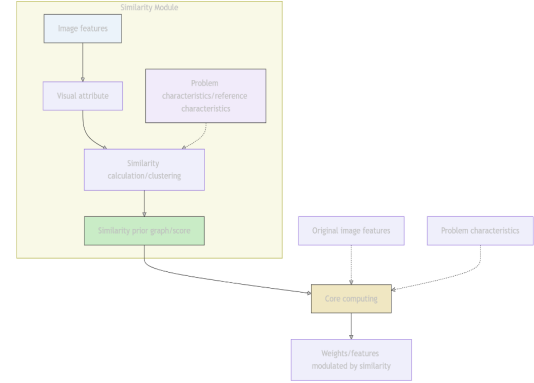 Similarity Module
Image features
Visual attribute
Problem
characteristics/reference
characteristics
Similarity
calculation/clustering
Similarity prior graph/score
Original image features
Problem characteristics
Core computing
Weights/features
modulated by similarity